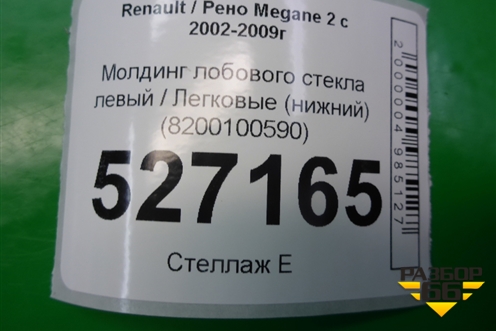 Renault / Рено Megane 2 с
2002-2009г
Молдинг лобового стекла
левый / Легковые (нижний)
(8200100590)
527165
Стеллаж Е
2000004985127
РАЗБОР
66